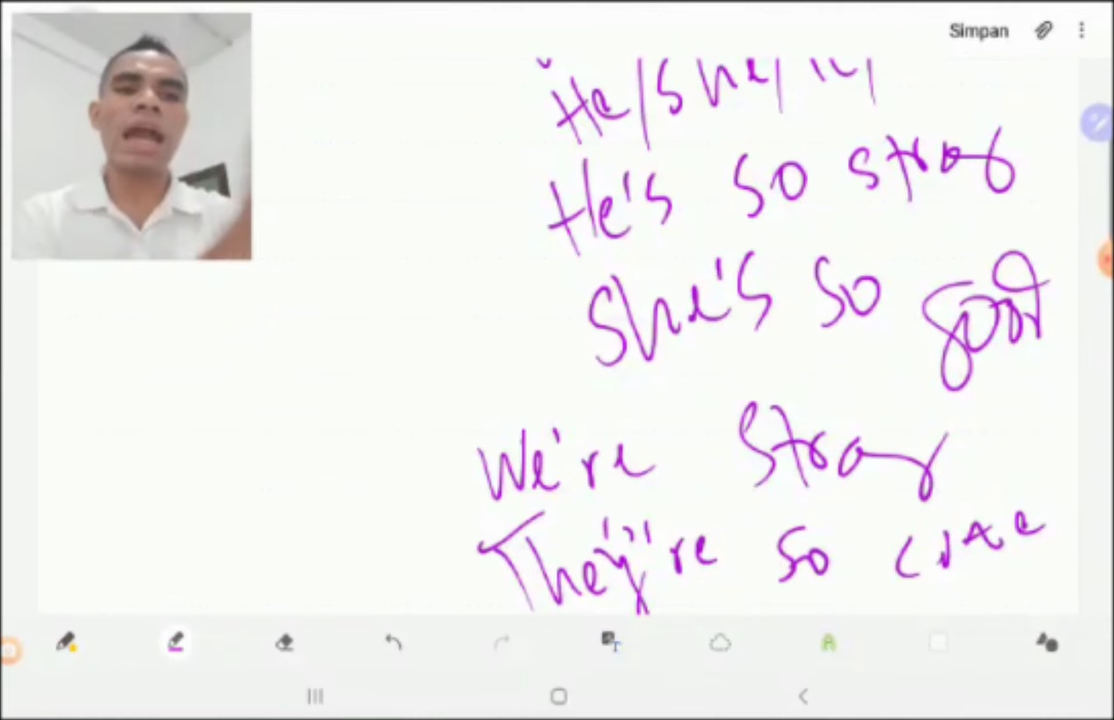 Simpan
He/She/it/
He's so strong
She's so good
We're strong
They're so cute